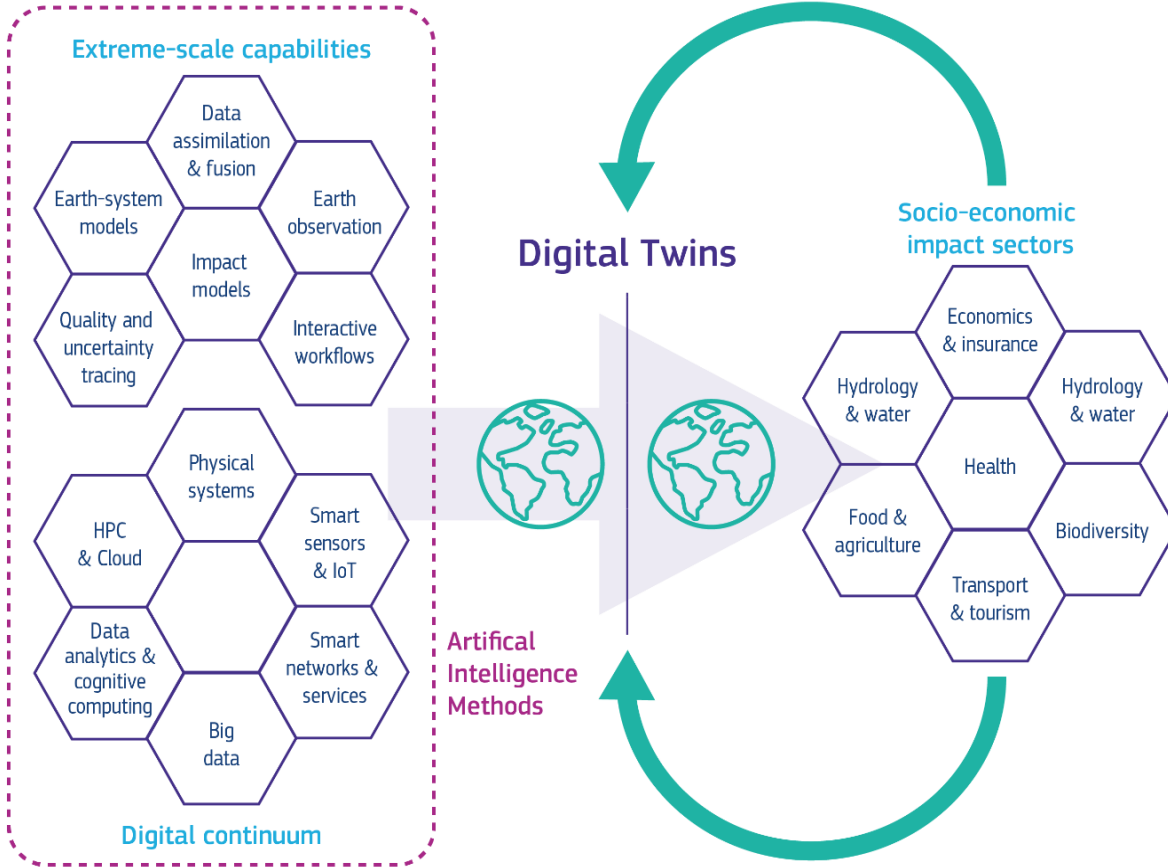 Extreme-scale capabilities
Data
assimilation
& fusion
Earth-system
models
Earth
observation
Impact
models
Quality and
uncertainty
tracing
Interactive
workflows
Physical
systems
HPC
& Cloud
Smart
sensors
& IoT
Data
analytics &
cognitive
computing
Smart
networks &
services
Big
data
Digital continuum
Artifical
Intelligence
Methods
Digital Twins
Socio-economic
impact sectors
Economics
& insurance
Hydrology
& water
Hydrology
& water
Health
Food &
agriculture
Biodiversity
Transport
& tourism